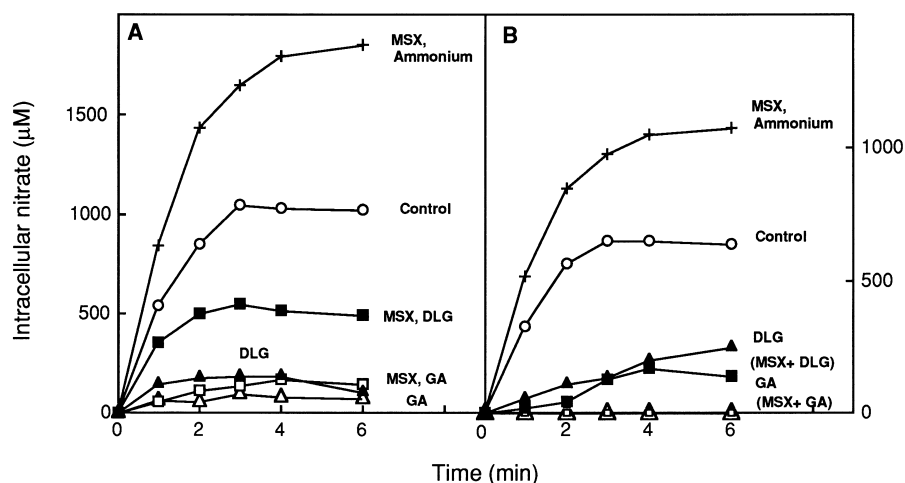 A
B
MSX,
Ammonium
MSX,
Ammonium
1500
1000
Control
1000
Control
500
500
MSX, DLG
DLG
DLG
(MSX+ DLG)
MSX, GA
GA
GA
(MSX+ GA)
0
0
0
2
4
6
0
2
4
6
Intracellular nitrate (μM)
Time (min)